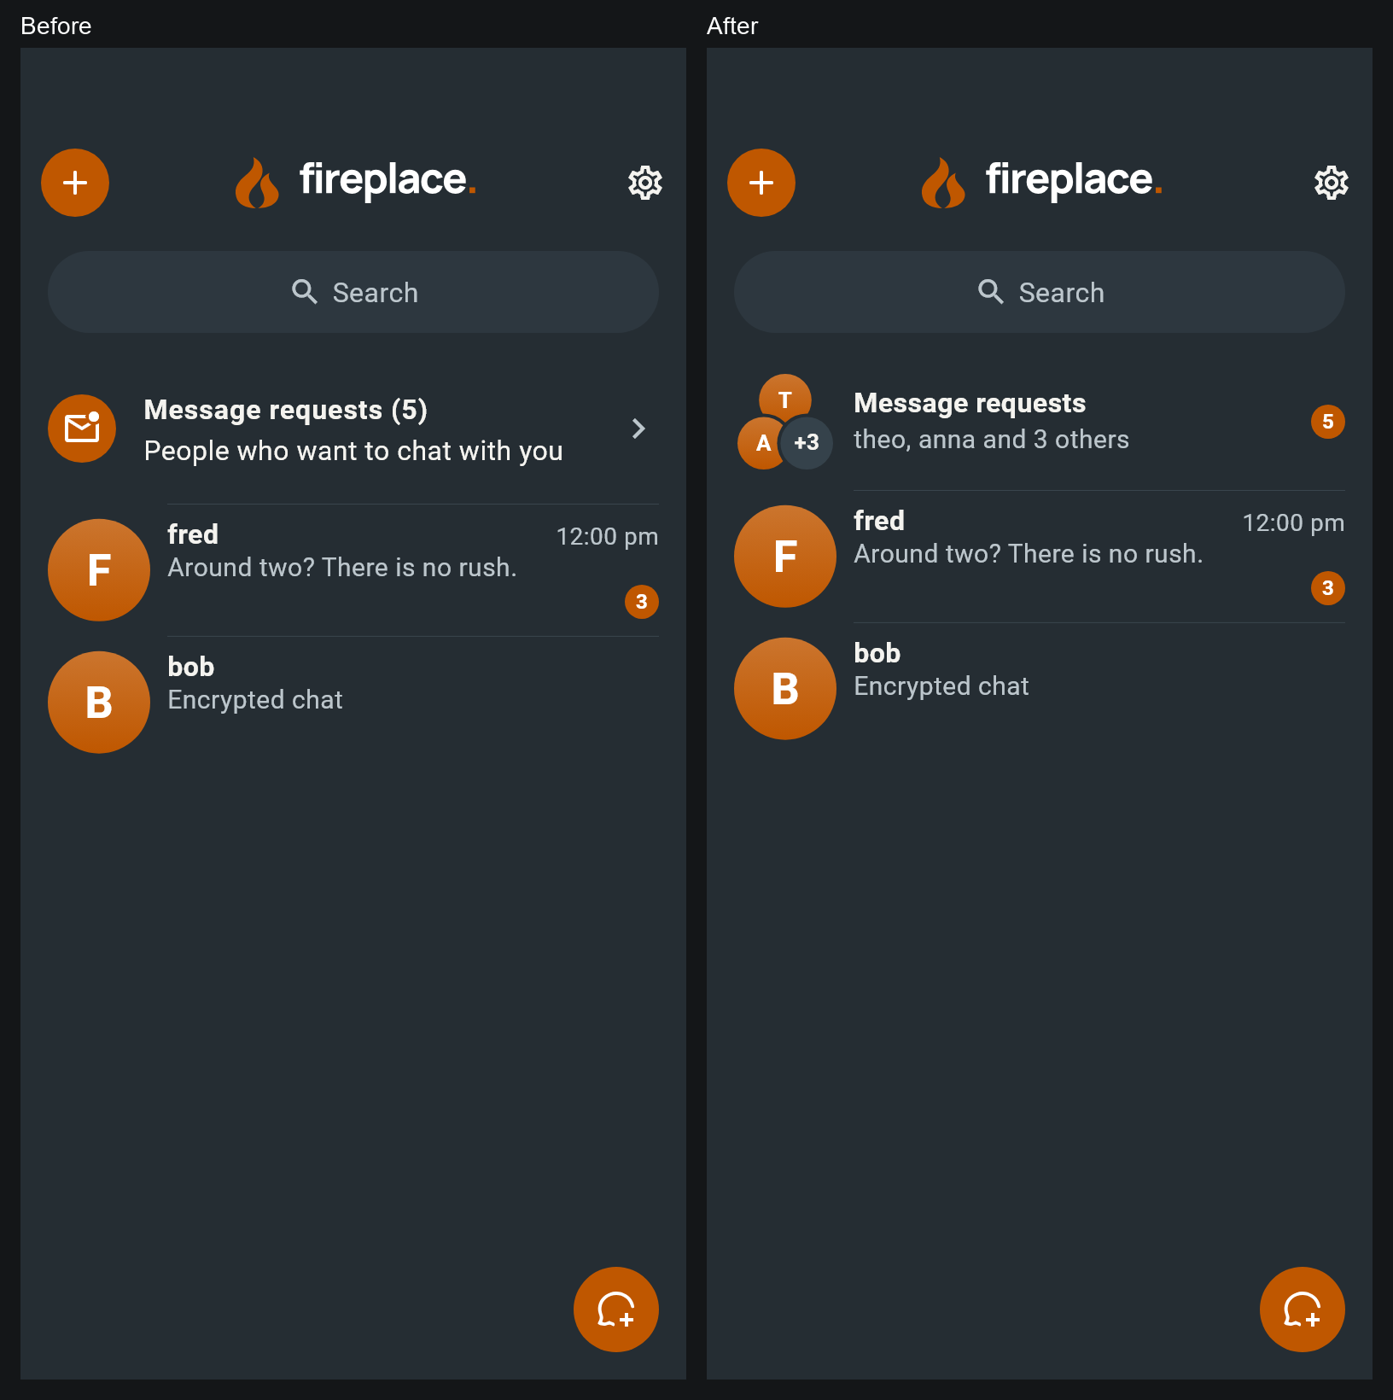 Before
fireplace.
Search
Message requests (5)
People who want to chat with you
F
fred
12:00 pm
Around two? There is no rush.
3
B
bob
Encrypted chat
After
fireplace.
Search
T
A
+3
Message requests
theo, anna and 3 others
5
F
fred
12:00 pm
Around two? There is no rush.
3
B
bob
Encrypted chat